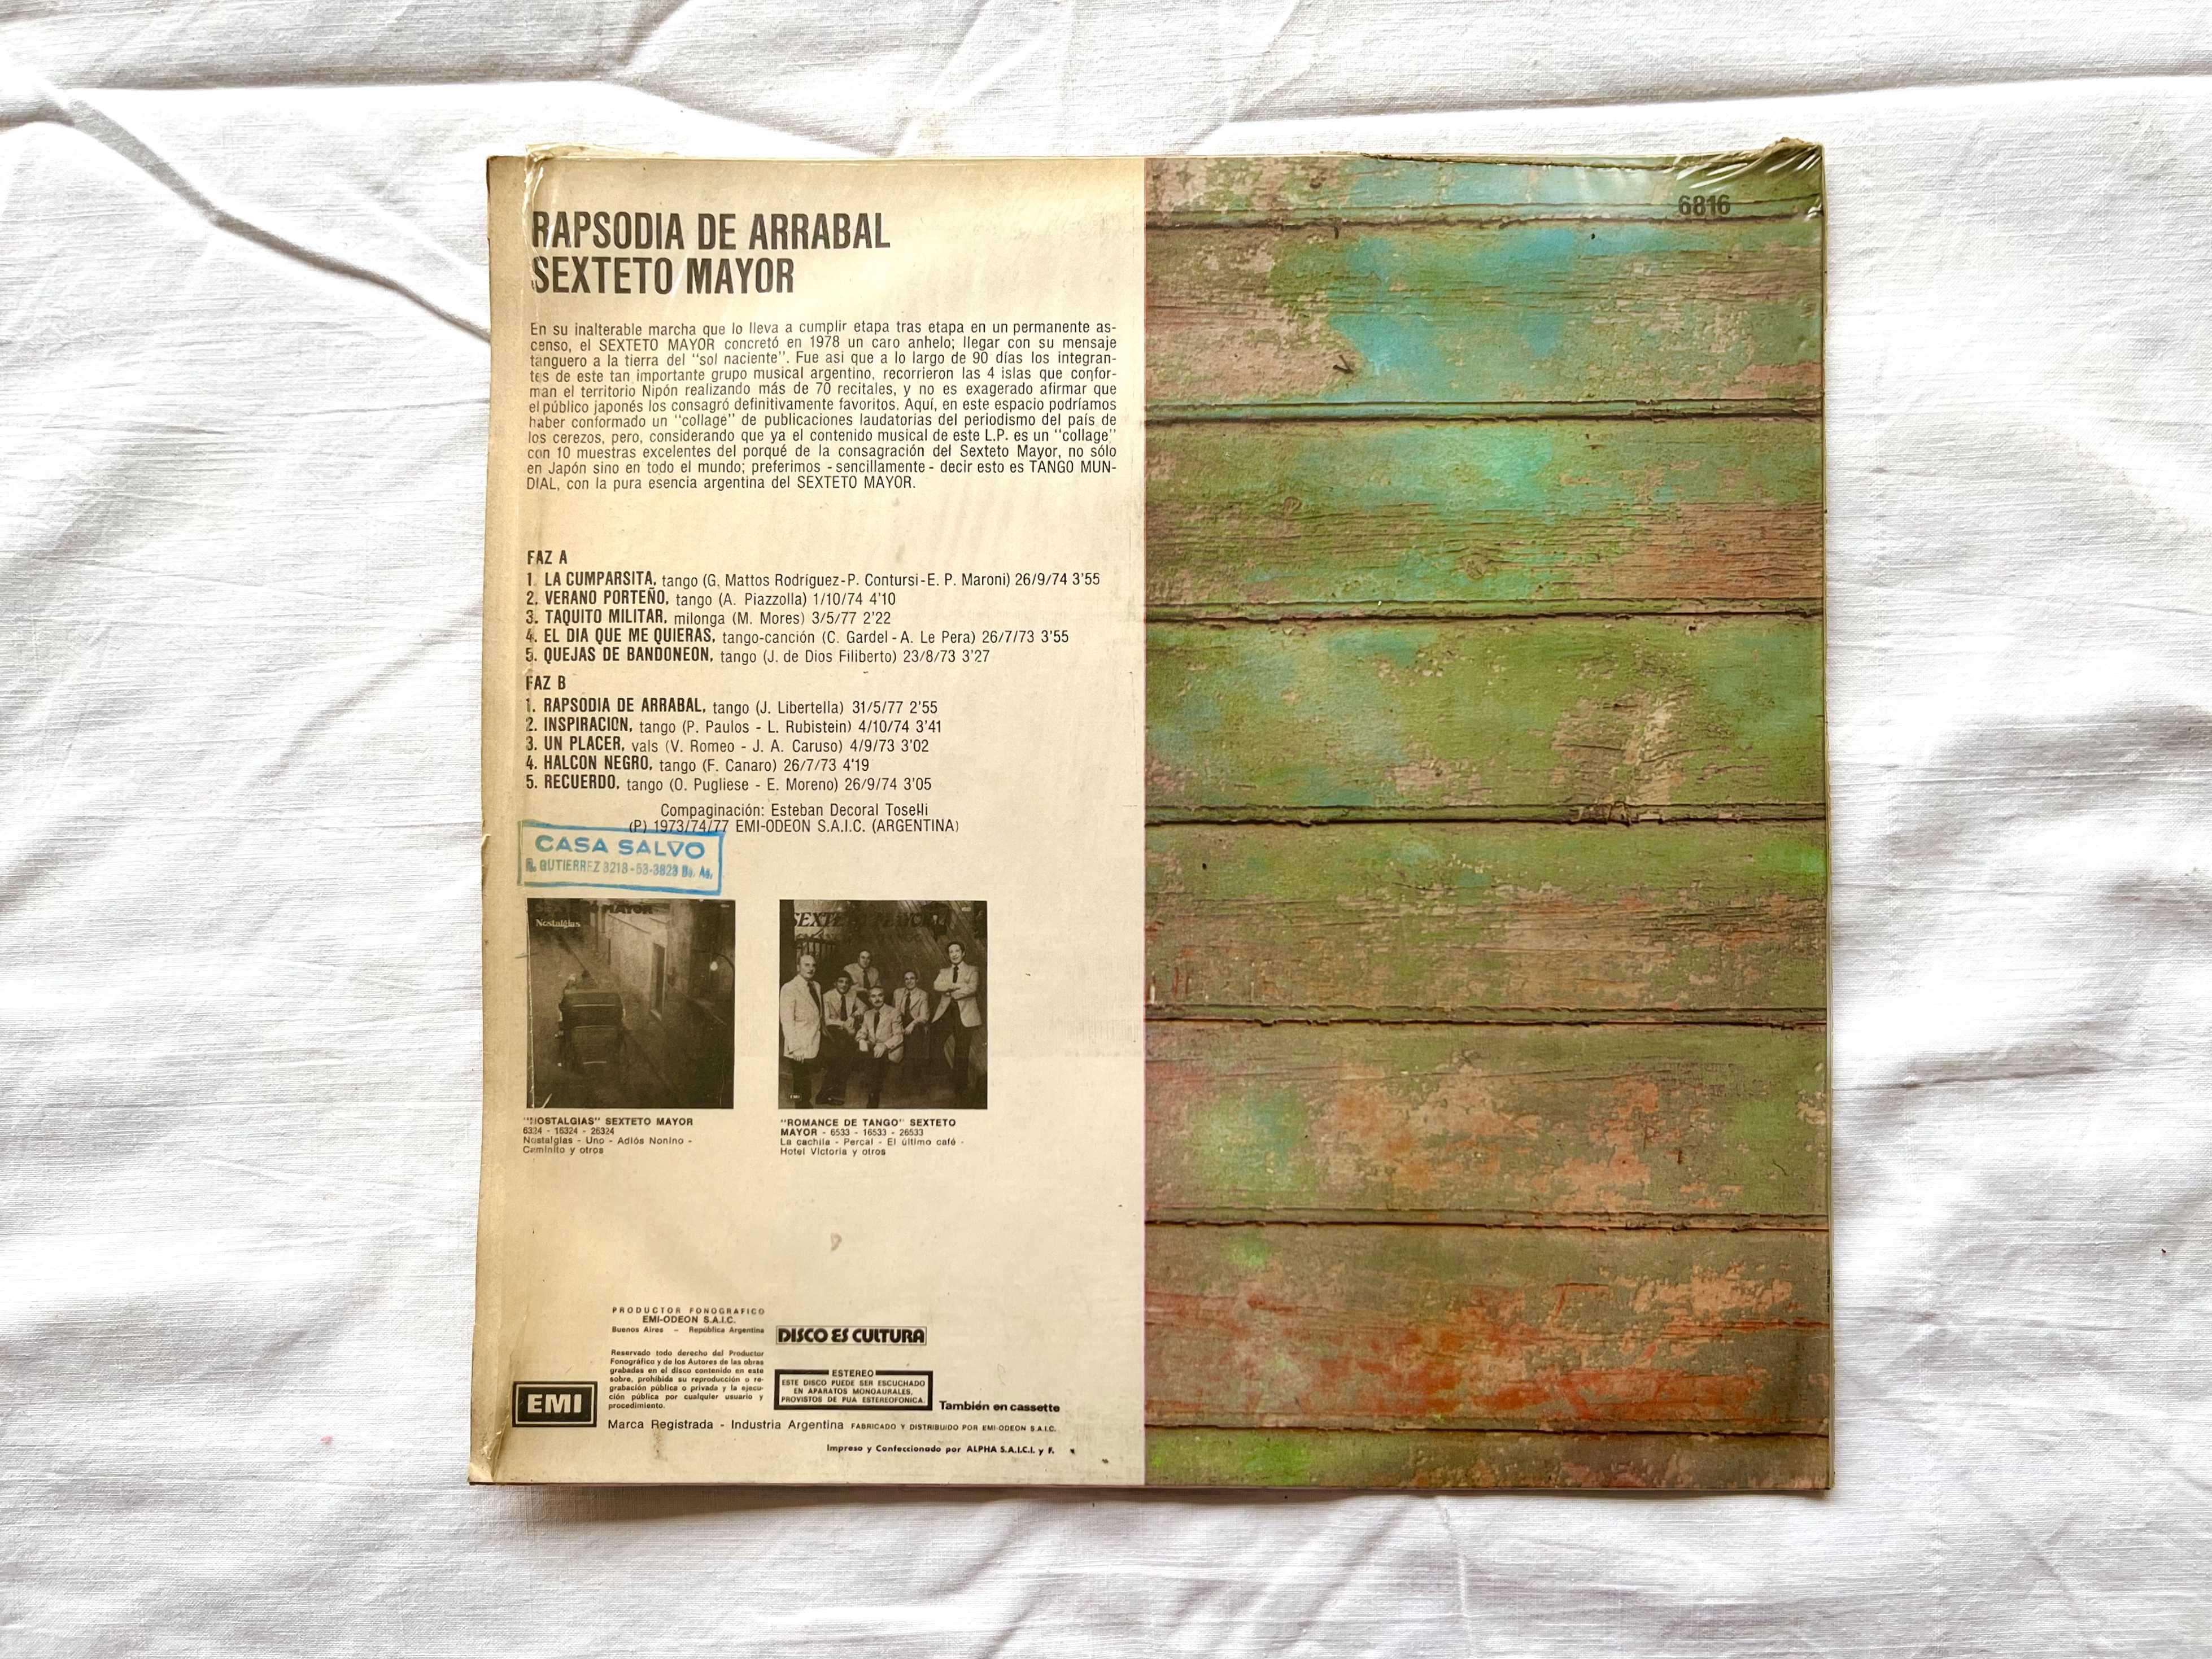 6816
RAPSODIA DE ARRABAL
SEXTETO MAYOR
En su inalterable marcha que lo lleva a cumplir etapa tras etapa en un permanente as-
censo, el SEXTETO MAYOR concretó en 1978 un caro anhelo; llegar con su mensaje
tanguero a la tierra del "sol naciente". Fue asi que a lo largo de 90 días los integran-
tes de este tan importante grupo musical argentino, recorrieron las 4 islas que confor-
man el territorio Nipón realizando más de 70 recitales, y no es exagerado afirmar que
el público japonés los consagró definitivamente favoritos. Aquí, en este espacio podríamos
haber conformado un "collage" de publicaciones laudatorias del periodismo del país de
los cerezos, pero, considerando que ya el contenido musical de este L.P. es un "collage"
con 10 muestras excelentes del porqué de la consagración del Sexteto Mayor, no sólo
en Japón sino en todo el mundo; preferimos - sencillamente - decir esto es TANGO MUN-
DIAL, con la pura esencia argentina del SEXTETO MAYOR.
FAZ A
1. LA CUMPARSITA, tango (G. Mattos Rodríguez-P. Contursi-E. P. Maroni) 26/9/74 3'55
2. VERANO PORTEÑO, tango (A. Piazzolla) 1/10/74 4'10
3. TAQUITO MILITAR, milonga (M. Mores) 3/5/77 2'22
4. EL DIA QUE ME QUIERAS, tango-canción (C. Gardel - A. Le Pera) 26/7/73 3'55
5. QUEJAS DE BANDONEON, tango (J. de Dios Filiberto) 23/8/73 3'27
FAZ B
1. RAPSODIA DE ARRABAL, tango (J. Libertella) 31/5/77 2'55
2. INSPIRACION, tango (P. Paulos - L. Rubistein) 4/10/74 3'41
3. UN PLACER, vals (V. Romeo - J. A. Caruso) 4/9/73 3'02
4. HALCON NEGRO, tango (F. Canaro) 26/7/73 4'19
5. RECUERDO, tango (O. Pugliese - E. Moreno) 26/9/74 3'05
Compaginación: Esteban Decoral Toselli
(P) 1973/74/77 EMI-ODEON S.A.I.C. (ARGENTINA)
CASA SALVO
R. GUTIERREZ 3218-53-3823 Bs. As.
SEXTETO MAYOR
Nostalgias
SEXTETO MAYOR
"NOSTALGIAS" SEXTETO MAYOR
6324 - 16324 - 26324
Nostalgias - Uno - Adiós Nonino -
Caminito y otros
"ROMANCE DE TANGO" SEXTETO
MAYOR - 6533 - 16533 - 26533
La cachila - Percal - El último café -
Hotel Victoria y otros
PRODUCTOR FONOGRAFICO
EMI-ODEON S.A.I.C.
Buenos Aires - República Argentina
Reservado todo derecho del Productor
Fonográfico y de los Autores de las obras
grabadas en el disco contenido en este
sobre, prohibida su reproducción o re-
grabación pública o privada y la ejecu-
ción pública por cualquier usuario y
procedimiento.
DISCO ES CULTURA
ESTEREO
ESTE DISCO PUEDE SER ESCUCHADO
EN APARATOS MONOAURALES,
PROVISTOS DE PUA ESTEREOFONICA.
También en cassette
EMI
Marca Registrada - Industria Argentina FABRICADO Y DISTRIBUIDO POR EMI-ODEON S.A.I.C.
Impreso y Confeccionado por ALPHA S.A.I.C.I. y F.